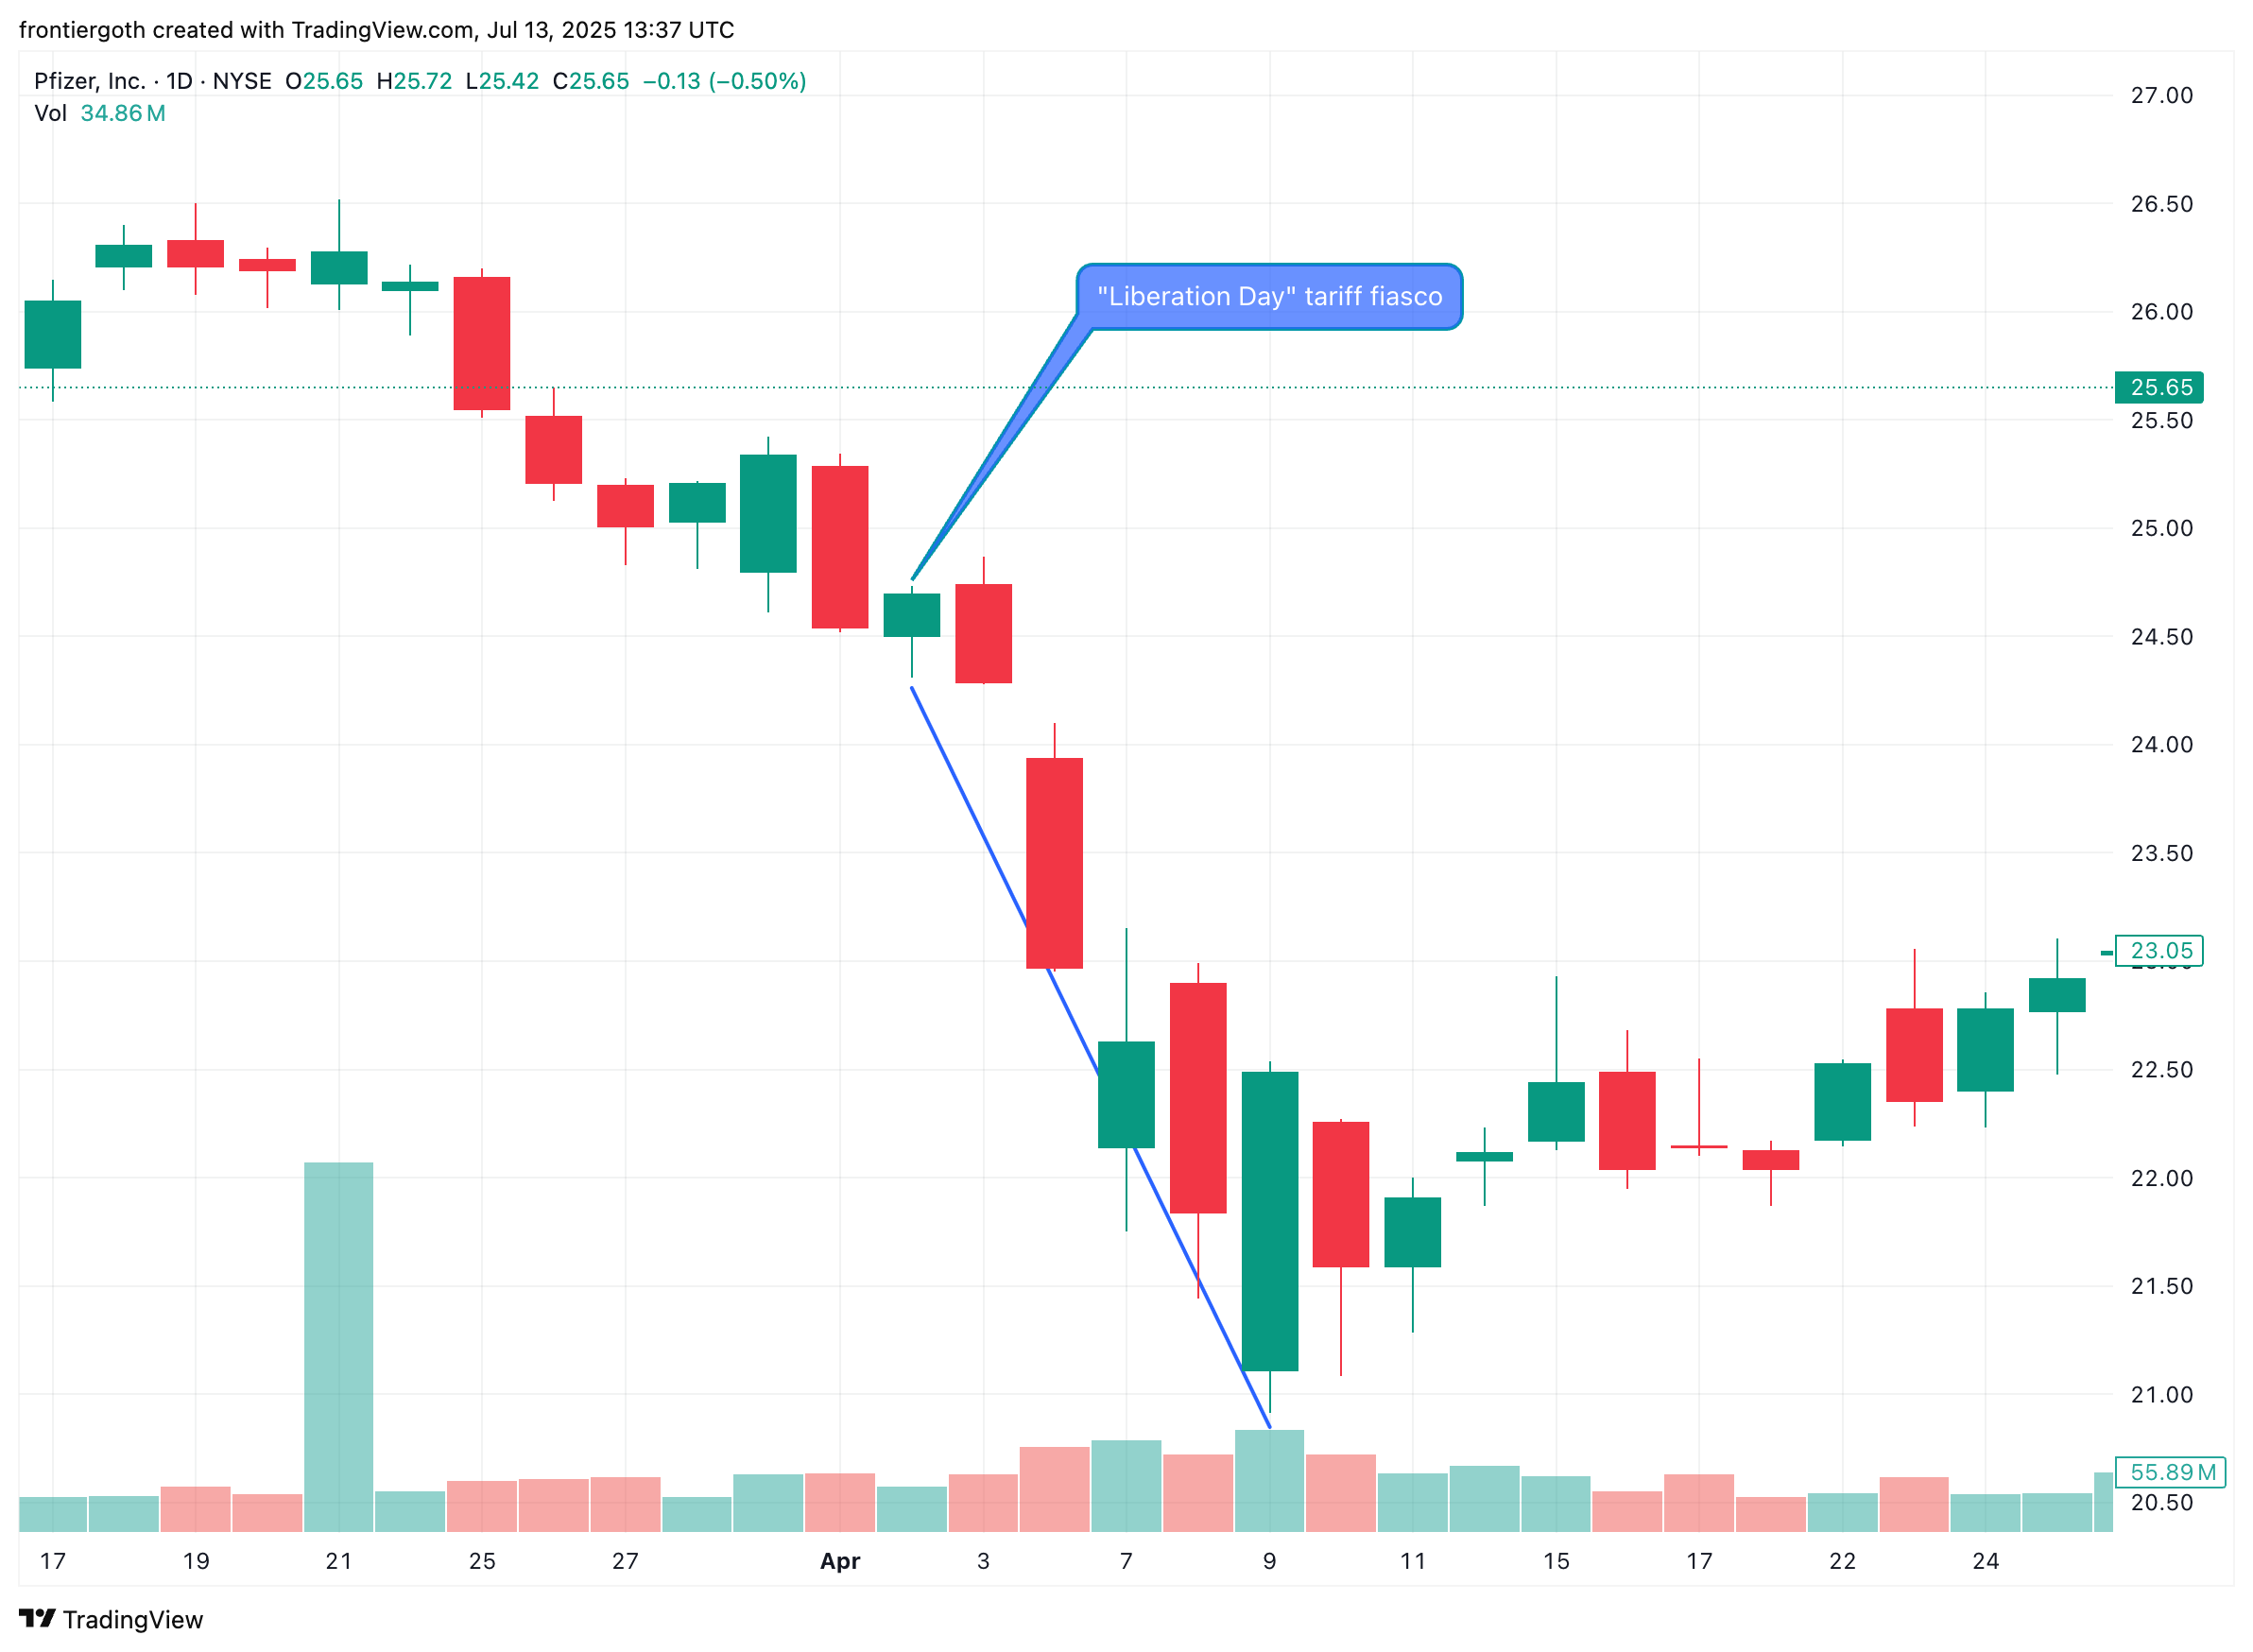 frontiergoth created with TradingView.com, Jul 13, 2025 13:37 UTC
Pfizer, Inc. · 1D · NYSE O25.65 H25.72 L25.42 C25.65 −0.13 (−0.50%)
Vol 34.86 M
27.00
26.50
"Liberation Day" tariff fiasco
26.00
25.65
25.50
25.00
24.50
24.00
23.50
23.05
22.50
22.00
21.50
21.00
55.89 M
20.50
17 19 21 25 27 Apr 3 7 9 11 15 17 22 24
TradingView